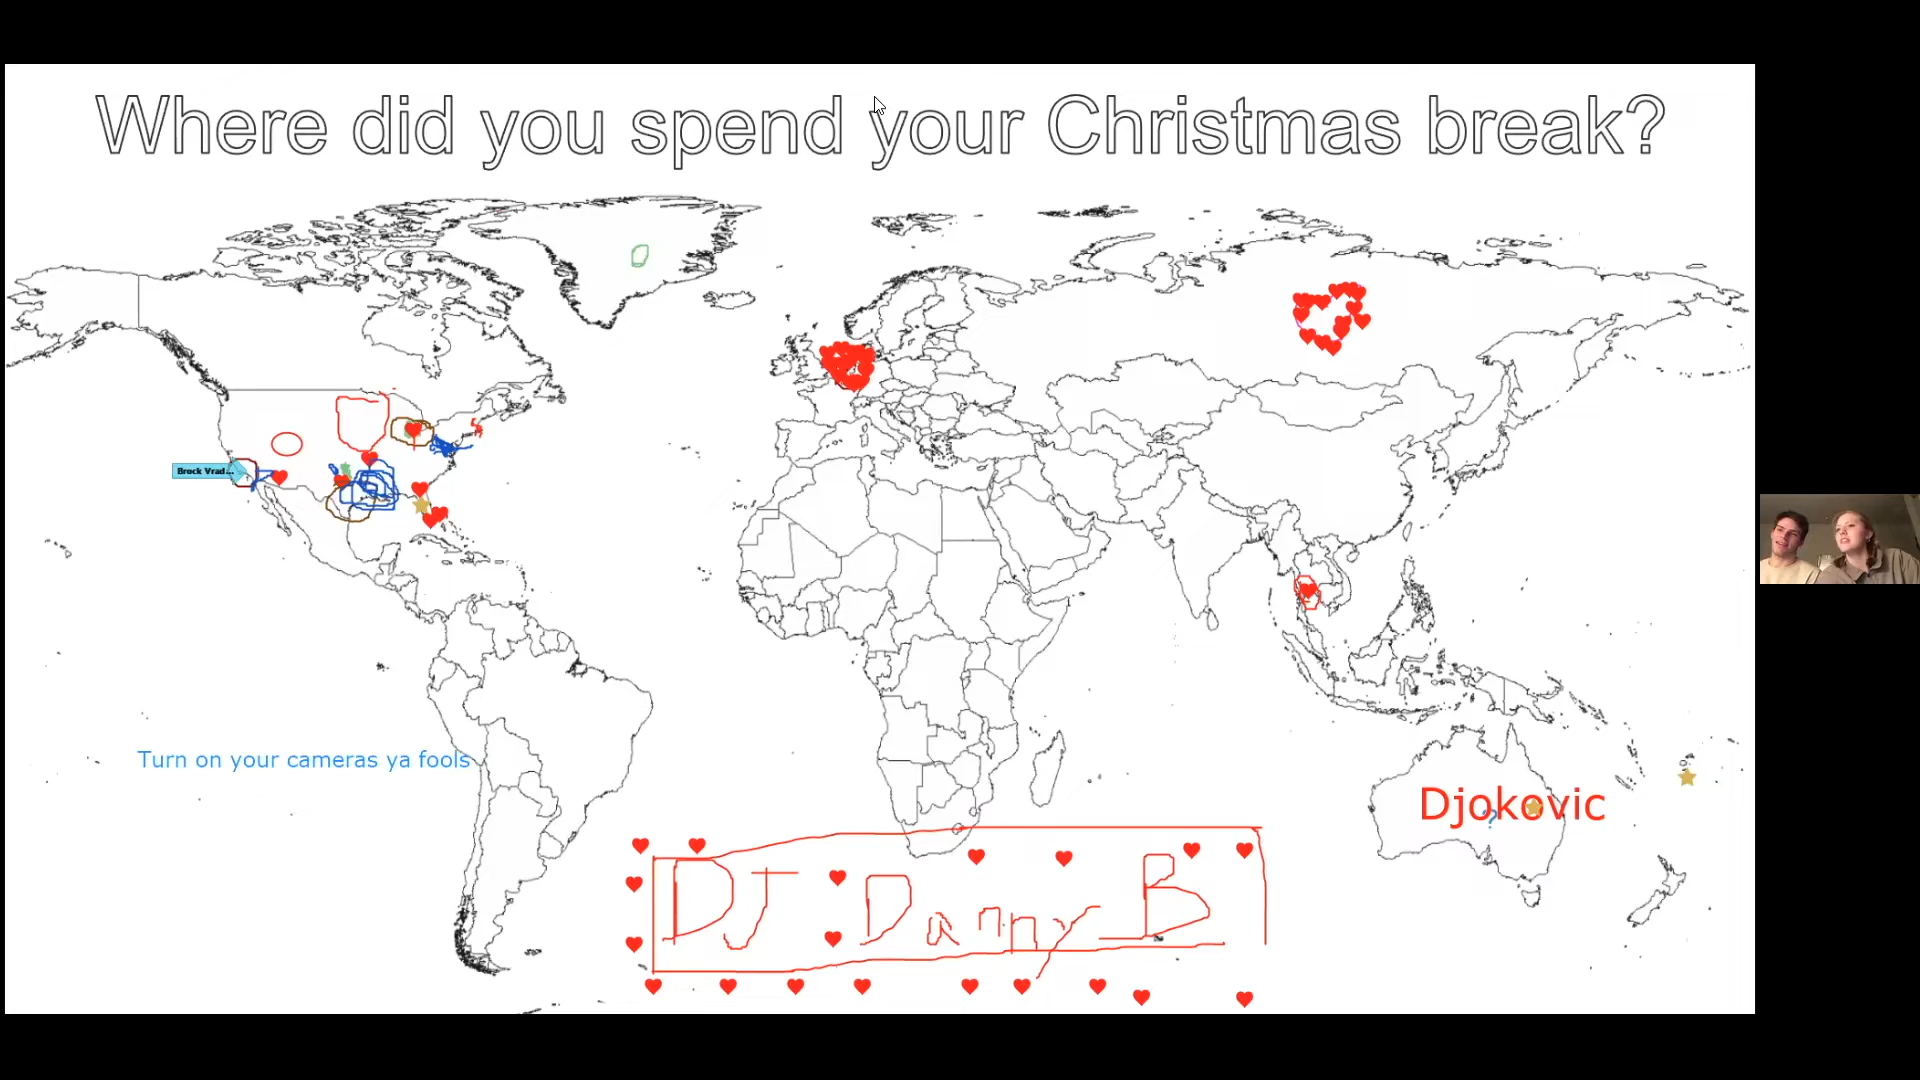 Where did you spend your Christmas break?
Brock Vrad...
Turn on your cameras ya fools
Djokovic
?
DJ Danny B